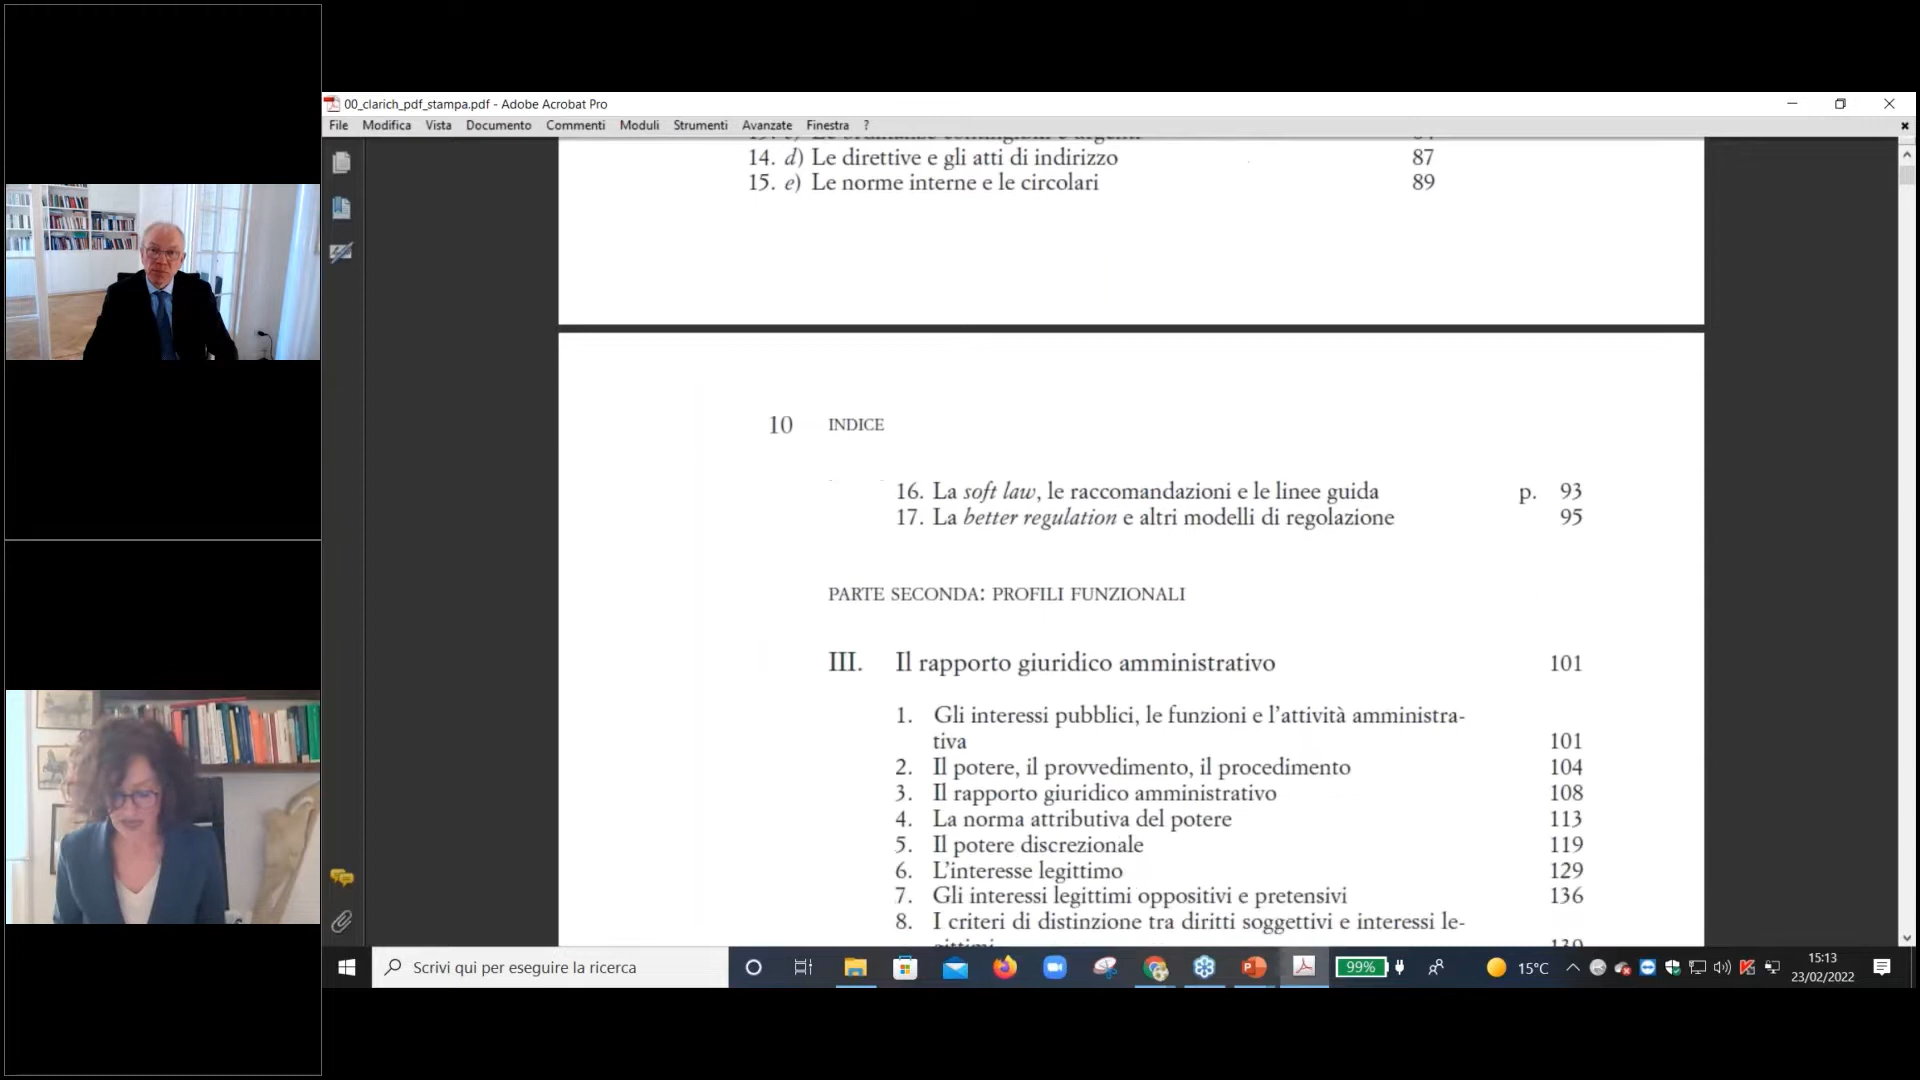 00_clarich_pdf_stampa.pdf - Adobe Acrobat Pro
File Modifica Vista Documento Commenti Moduli Strumenti Avanzate Finestra ?
14. d) Le direttive e gli atti di indirizzo 87
15. e) Le norme interne e le circolari 89
10 INDICE
16. La soft law, le raccomandazioni e le linee guida p. 93
17. La better regulation e altri modelli di regolazione 95
PARTE SECONDA: PROFILI FUNZIONALI
III. Il rapporto giuridico amministrativo 101
1. Gli interessi pubblici, le funzioni e l'attività amministra-
tiva 101
2. Il potere, il provvedimento, il procedimento 104
3. Il rapporto giuridico amministrativo 108
4. La norma attributiva del potere 113
5. Il potere discrezionale 119
6. L'interesse legittimo 129
7. Gli interessi legittimi oppositivi e pretensivi 136
8. I criteri di distinzione tra diritti soggettivi e interessi le-
Scrivi qui per eseguire la ricerca
99%
15°C
15:13
23/02/2022